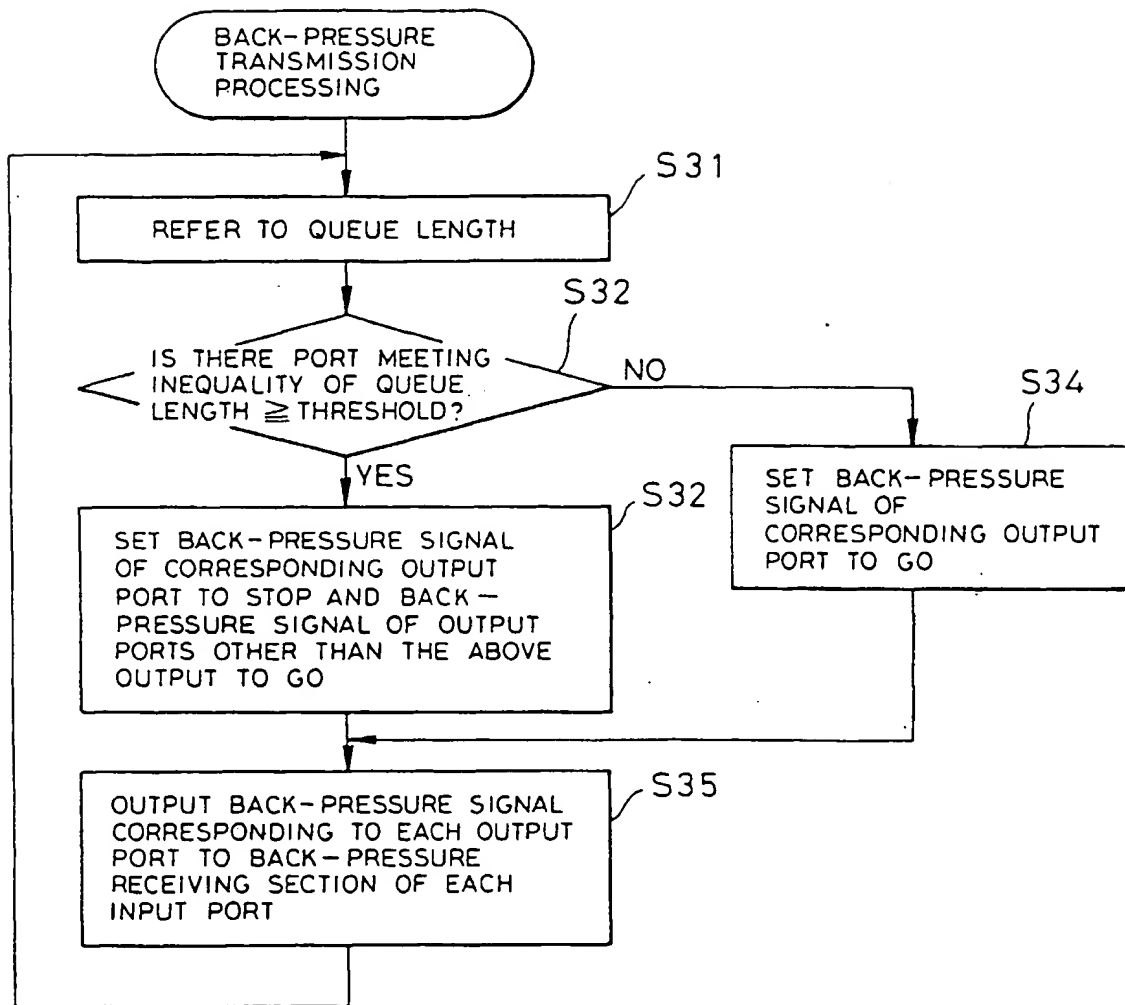 BACK-PRESSURE
TRANSMISSION
PROCESSING
S31
REFER TO QUEUE LENGTH
S32
IS THERE PORT MEETING
INEQUALITY OF QUEUE
LENGTH ≧ THRESHOLD?
NO
YES
S34
SET BACK-PRESSURE
SIGNAL OF
CORRESPONDING OUTPUT
PORT TO GO
S32
SET BACK-PRESSURE SIGNAL
OF CORRESPONDING OUTPUT
PORT TO STOP AND BACK-
PRESSURE SIGNAL OF OUTPUT
PORTS OTHER THAN THE ABOVE
OUTPUT TO GO
S35
OUTPUT BACK-PRESSURE SIGNAL
CORRESPONDING TO EACH OUTPUT
PORT TO BACK-PRESSURE
RECEIVING SECTION OF EACH
INPUT PORT